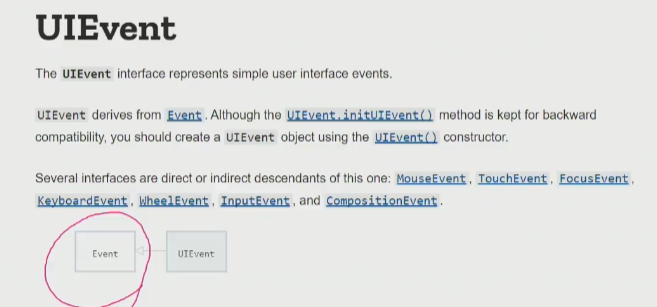 UIEvent
The UIEvent interface represents simple user interface events.
UIEvent derives from Event. Although the UIEvent.initUIEvent() method is kept for backward
compatibility, you should create a UIEvent object using the UIEvent() constructor.
Several interfaces are direct or indirect descendants of this one: MouseEvent, TouchEvent, FocusEvent,
KeyboardEvent, WheelEvent, InputEvent, and CompositionEvent.
Event UIEvent